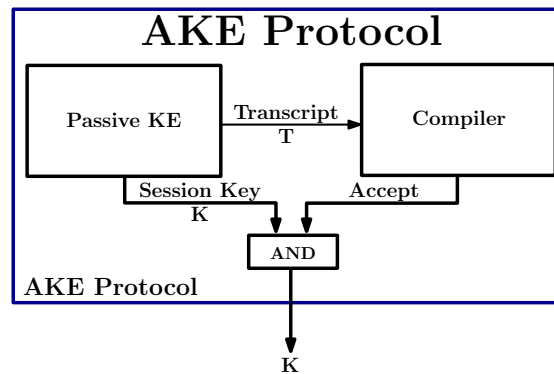 AKE Protocol
Passive KE
Transcript
T
Compiler
Session Key
K
Accept
AND
AKE Protocol
K